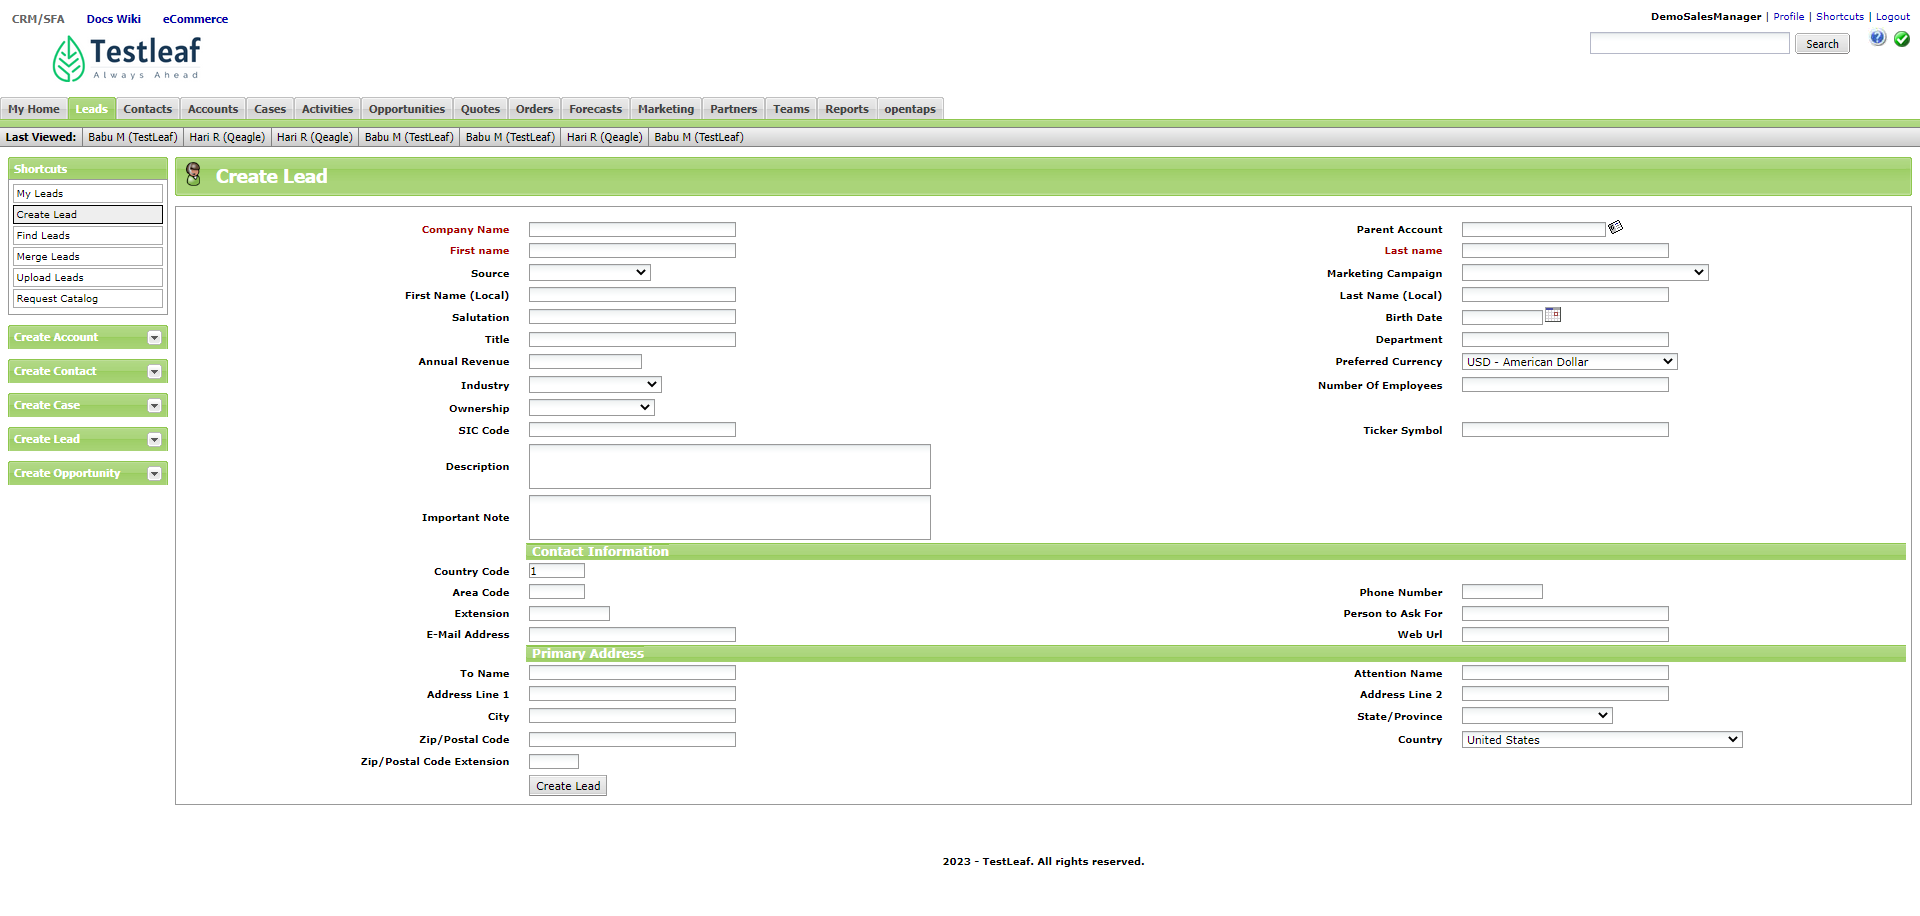 CRM/SFA Docs Wiki eCommerce
DemoSalesManager | Profile | Shortcuts | Logout
Testleaf
Always Ahead
Search
My Home Leads Contacts Accounts Cases Activities Opportunities Quotes Orders Forecasts Marketing Partners Teams Reports opentaps
Last Viewed: Babu M (TestLeaf) Hari R (Qeagle) Hari R (Qeagle) Babu M (TestLeaf) Babu M (TestLeaf) Hari R (Qeagle) Babu M (TestLeaf)
Shortcuts
My Leads
Create Lead
Find Leads
Merge Leads
Upload Leads
Request Catalog
Create Account
Create Contact
Create Case
Create Lead
Create Opportunity
Create Lead
Company Name Parent Account
First name Last name
Source Marketing Campaign
First Name (Local) Last Name (Local)
Salutation Birth Date
Title Department
Annual Revenue Preferred Currency USD - American Dollar
Industry Number Of Employees
Ownership
SIC Code Ticker Symbol
Description
Important Note
Contact Information
Country Code 1
Area Code Phone Number
Extension Person to Ask For
E-Mail Address Web Url
Primary Address
To Name Attention Name
Address Line 1 Address Line 2
City State/Province
Zip/Postal Code Country United States
Zip/Postal Code Extension
Create Lead
2023 - TestLeaf. All rights reserved.